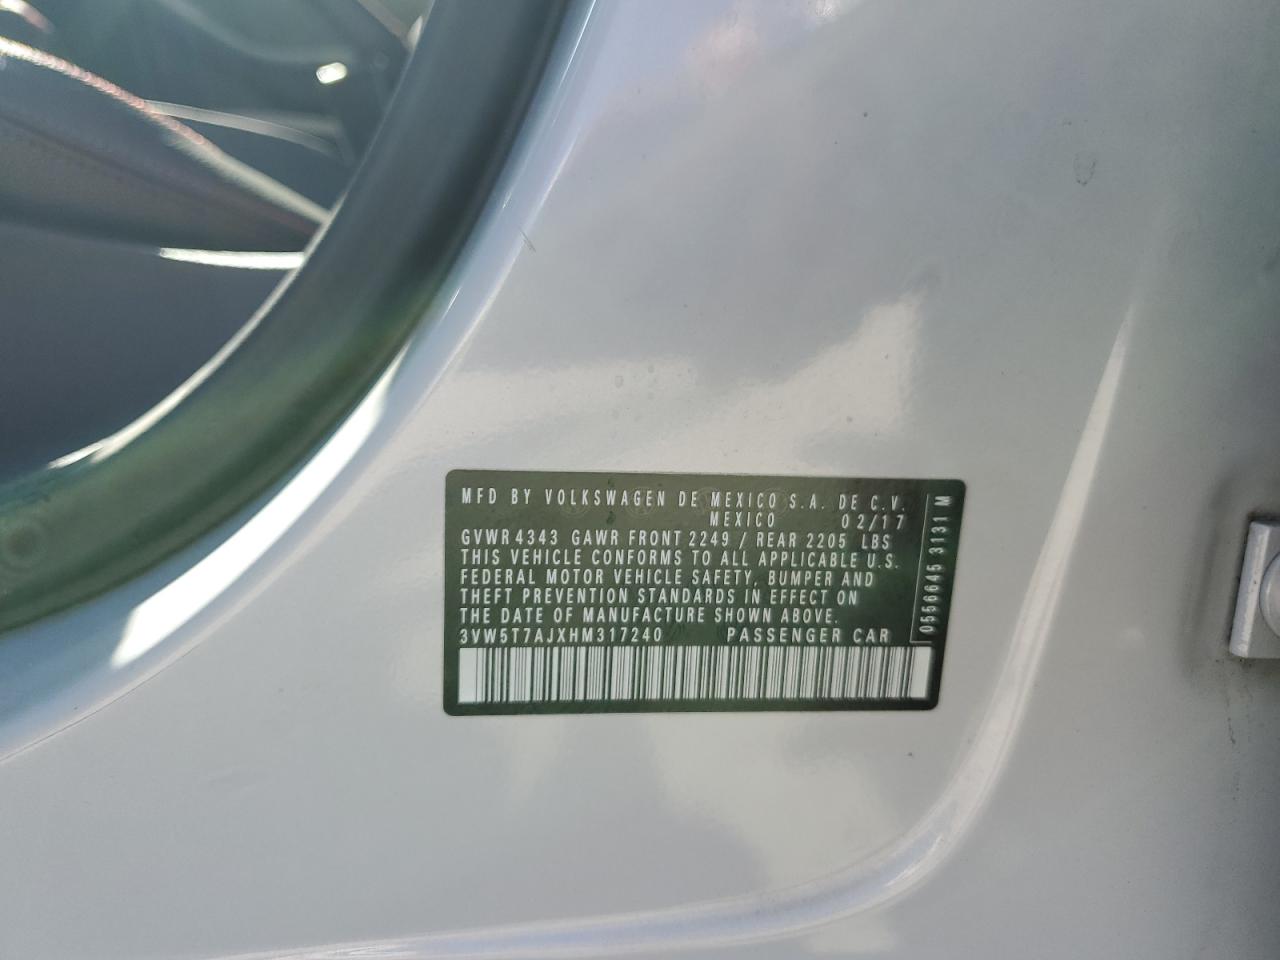 MFD BY VOLKSWAGEN DE MEXICO S.A. DE C.V.
MEXICO 02/17
GVWR 4343 GAWR FRONT 2249 / REAR 2205 LBS
THIS VEHICLE CONFORMS TO ALL APPLICABLE U.S.
FEDERAL MOTOR VEHICLE SAFETY, BUMPER AND
THEFT PREVENTION STANDARDS IN EFFECT ON
THE DATE OF MANUFACTURE SHOWN ABOVE.
3VW5T7AJXHM317240 PASSENGER CAR
0556645 3131 M